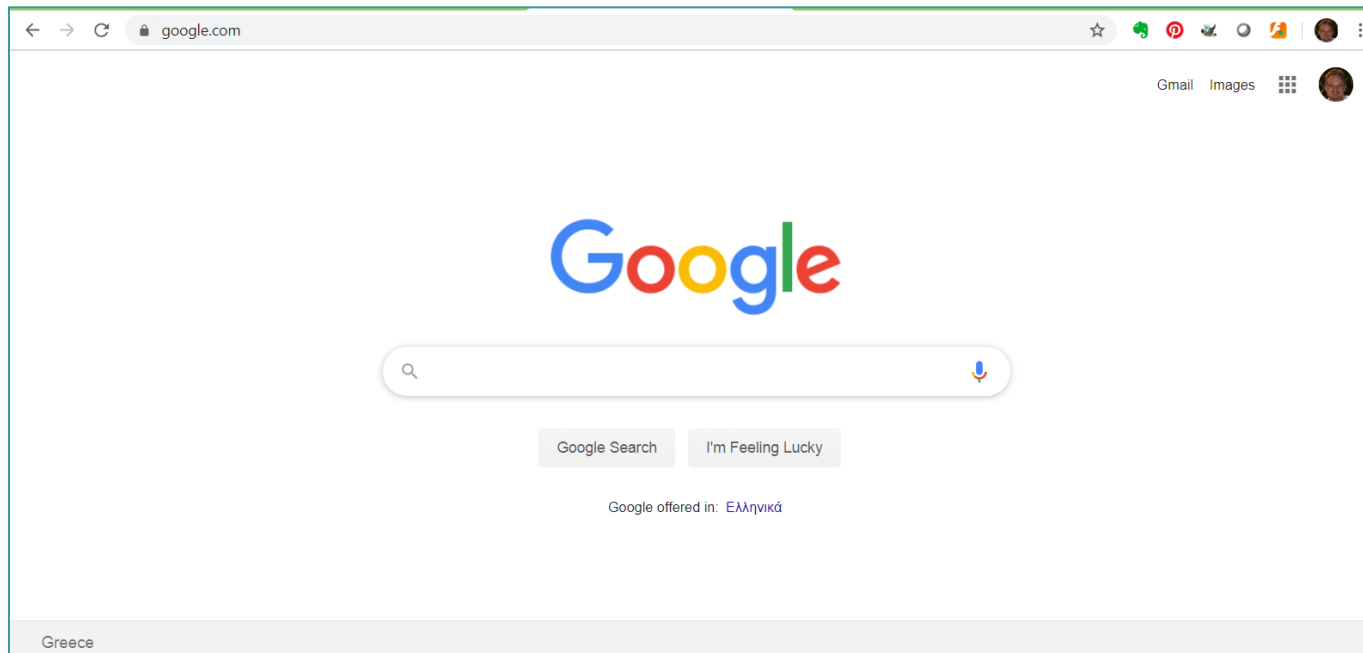 google.com
Gmail Images
Google
Google Search I'm Feeling Lucky
Google offered in: Ελληνικά
Greece